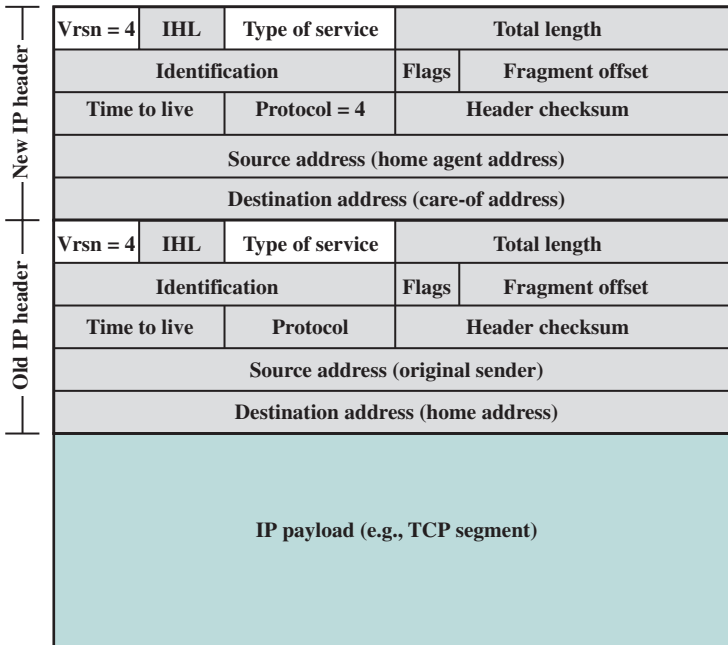 New IP header
Vrsn = 4 IHL Type of service Total length
Identification Flags Fragment offset
Time to live Protocol = 4 Header checksum
Source address (home agent address)
Destination address (care-of address)
Old IP header
Vrsn = 4 IHL Type of service Total length
Identification Flags Fragment offset
Time to live Protocol Header checksum
Source address (original sender)
Destination address (home address)
IP payload (e.g., TCP segment)